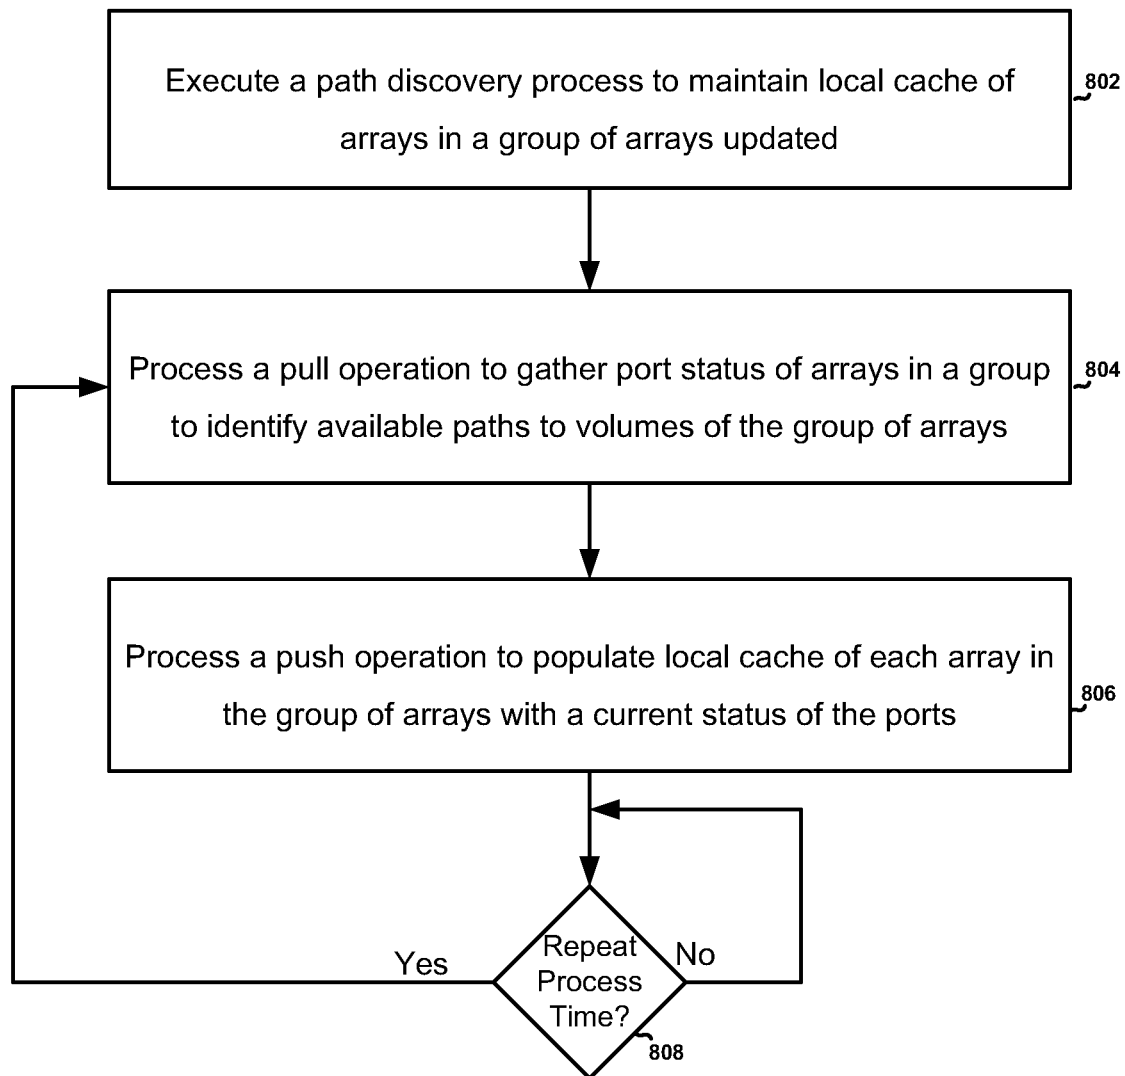 Execute a path discovery process to maintain local cache of
arrays in a group of arrays updated
802
Process a pull operation to gather port status of arrays in a group
to identify available paths to volumes of the group of arrays
804
Process a push operation to populate local cache of each array in
the group of arrays with a current status of the ports
806
Yes
Repeat
Process
Time?
No
808